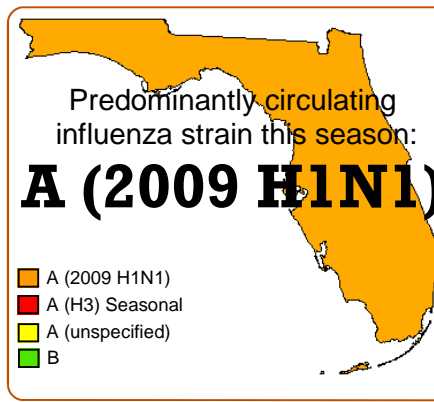 Predominantly circulating
influenza strain this season:
A (2009 H1N1)
A (2009 H1N1)
A (H3) Seasonal
A (unspecified)
B